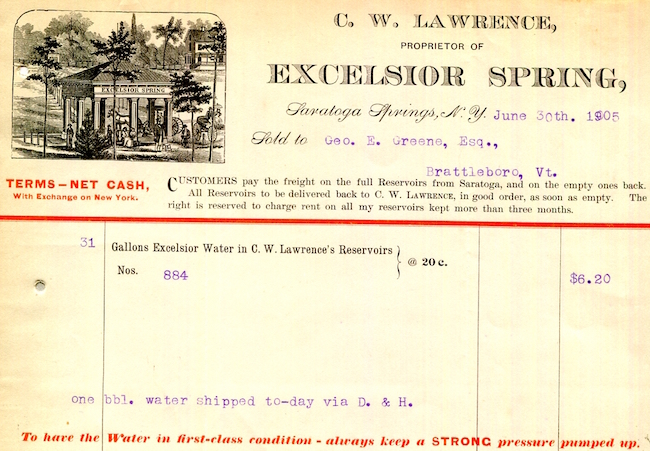 EXCELSIOR SPRING
C. W. LAWRENCE,
PROPRIETOR OF
EXCELSIOR SPRING,
Saratoga Springs, N.Y. June 30th. 1905
Sold to Geo. E. Greene, Esq.,
Brattleboro, Vt.
TERMS—NET CASH,
With Exchange on New York.
CUSTOMERS pay the freight on the full Reservoirs from Saratoga, and on the empty ones back.
All Reservoirs to be delivered back to C. W. LAWRENCE, in good order, as soon as empty. The
right is reserved to charge rent on all my reservoirs kept more than three months.
31 Gallons Excelsior Water in C. W. Lawrence's Reservoirs
Nos. 884 @ 20 c. $6.20
one bbl. water shipped to-day via D. & H.
To have the Water in first-class condition - always keep a STRONG pressure pumped up.